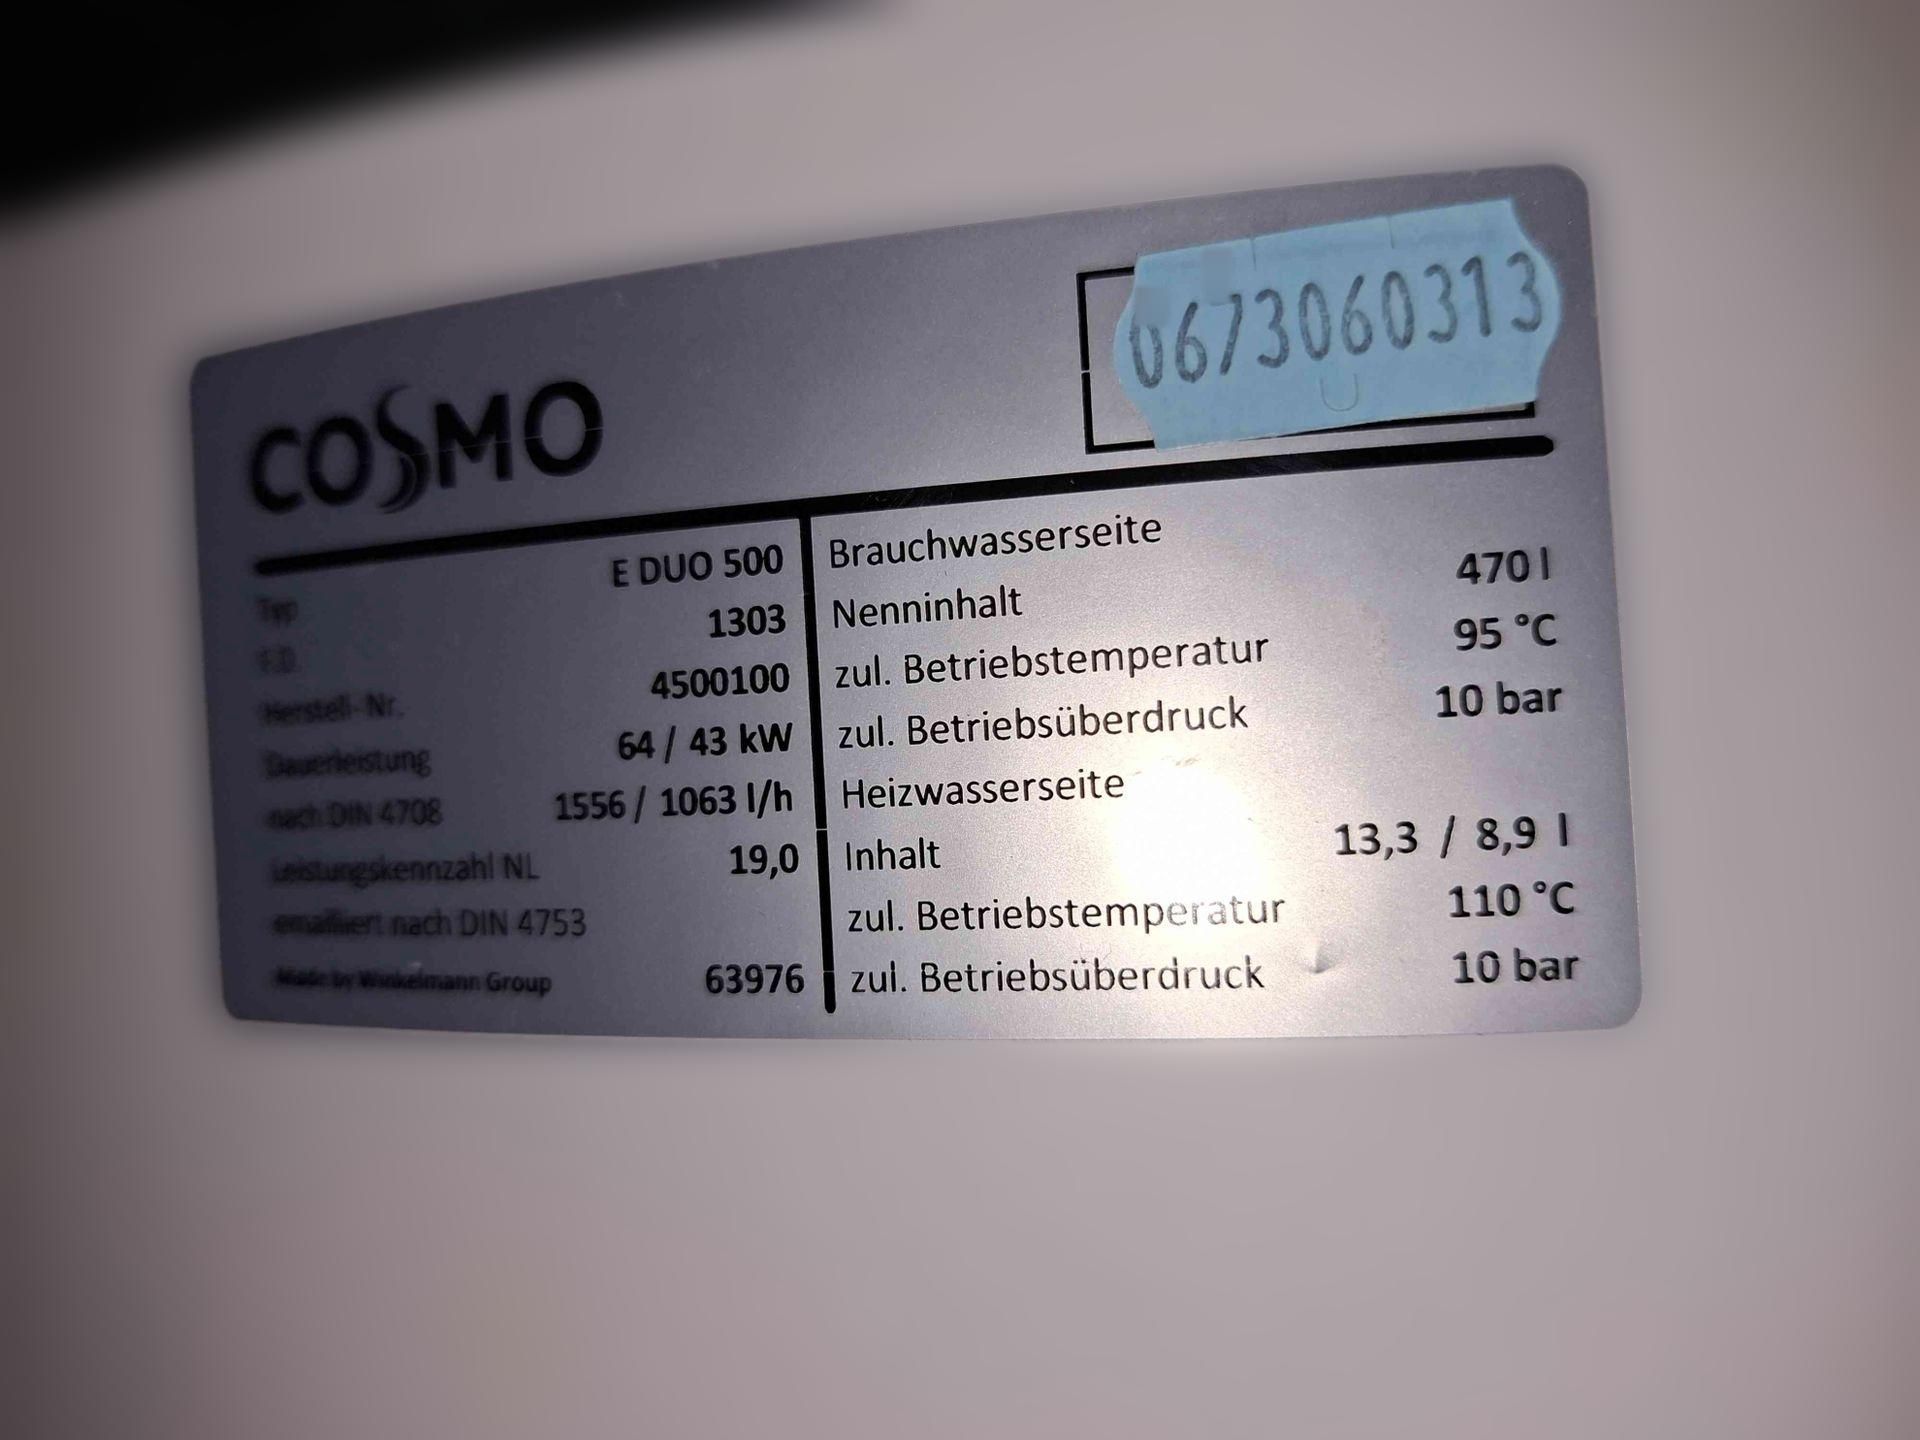 COSMO
0673060313
Typ E DUO 500
F.D. 1303
Herstell-Nr. 4500100
Dauerleistung 64 / 43 kW
nach DIN 4708 1556 / 1063 l/h
Leistungskennzahl NL 19,0
emailliert nach DIN 4753
Made by Winkelmann Group 63976
Brauchwasserseite
Nenninhalt 470 l
zul. Betriebstemperatur 95 °C
zul. Betriebsüberdruck 10 bar
Heizwasserseite
Inhalt 13,3 / 8,9 l
zul. Betriebstemperatur 110 °C
zul. Betriebsüberdruck 10 bar